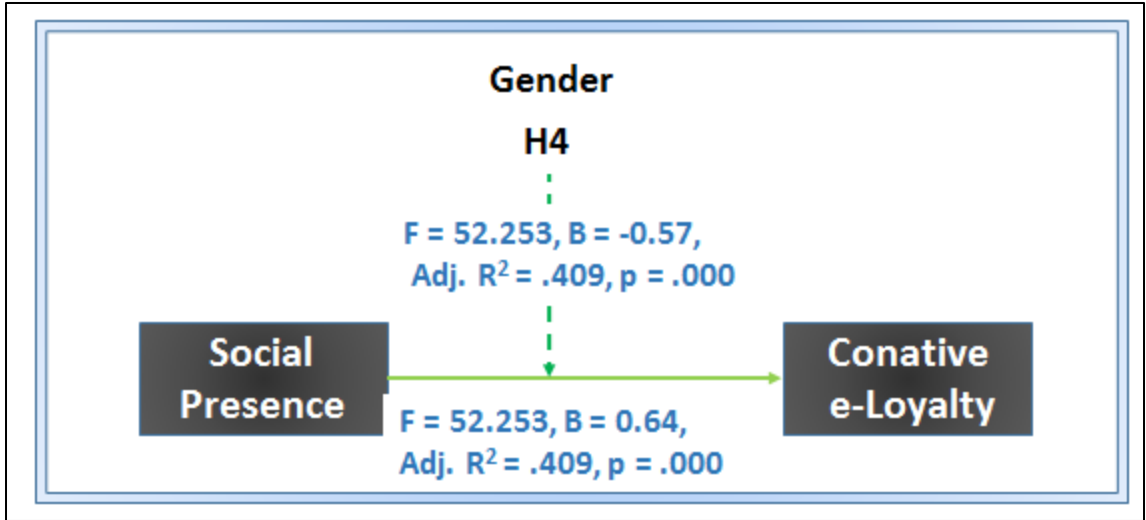 Gender
H4
F = 52.253, B = -0.57,
Adj. R² = .409, p = .000
Social
Presence
Conative
e-Loyalty
F = 52.253, B = 0.64,
Adj. R² = .409, p = .000